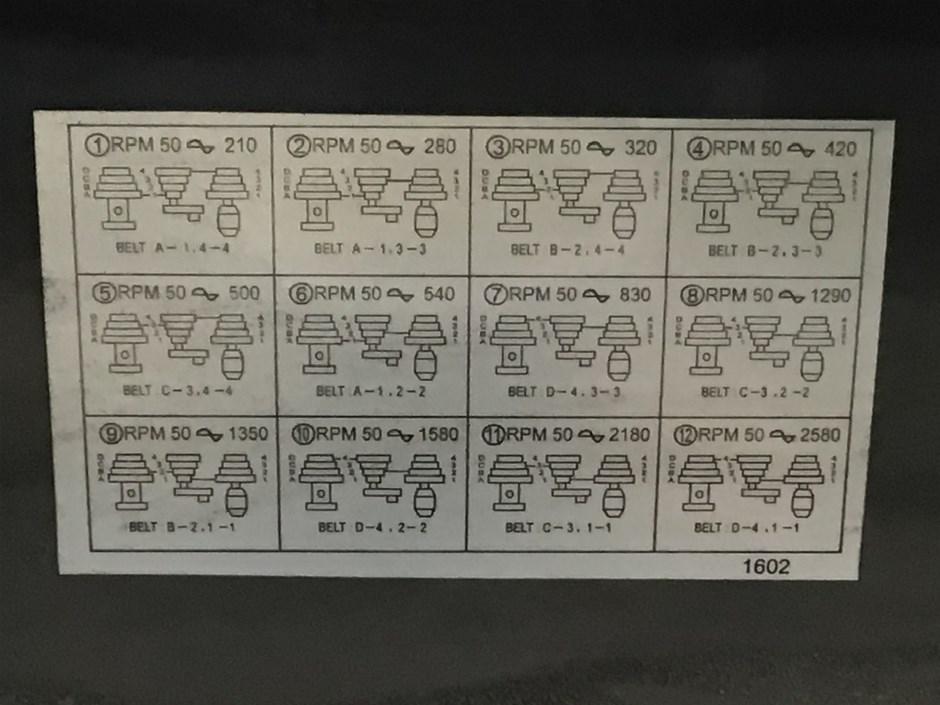 ①RPM 50 ∿ 210
②RPM 50 ∿ 280
③RPM 50 ∿ 320
④RPM 50 ∿ 420
BELT A-1.4-4
BELT A-1.3-3
BELT B-2.4-4
BELT B-2.3-3
⑤RPM 50 ∿ 500
⑥RPM 50 ∿ 540
⑦RPM 50 ∿ 830
⑧RPM 50 ∿ 1290
BELT C-3.4-4
BELT A-1.2-2
BELT D-4.3-3
BELT C-3.2-2
⑨RPM 50 ∿ 1350
⑩RPM 50 ∿ 1580
⑪RPM 50 ∿ 2180
⑫RPM 50 ∿ 2580
BELT B-2.1-1
BELT D-4.2-2
BELT C-3.1-1
BELT D-4.1-1
1602